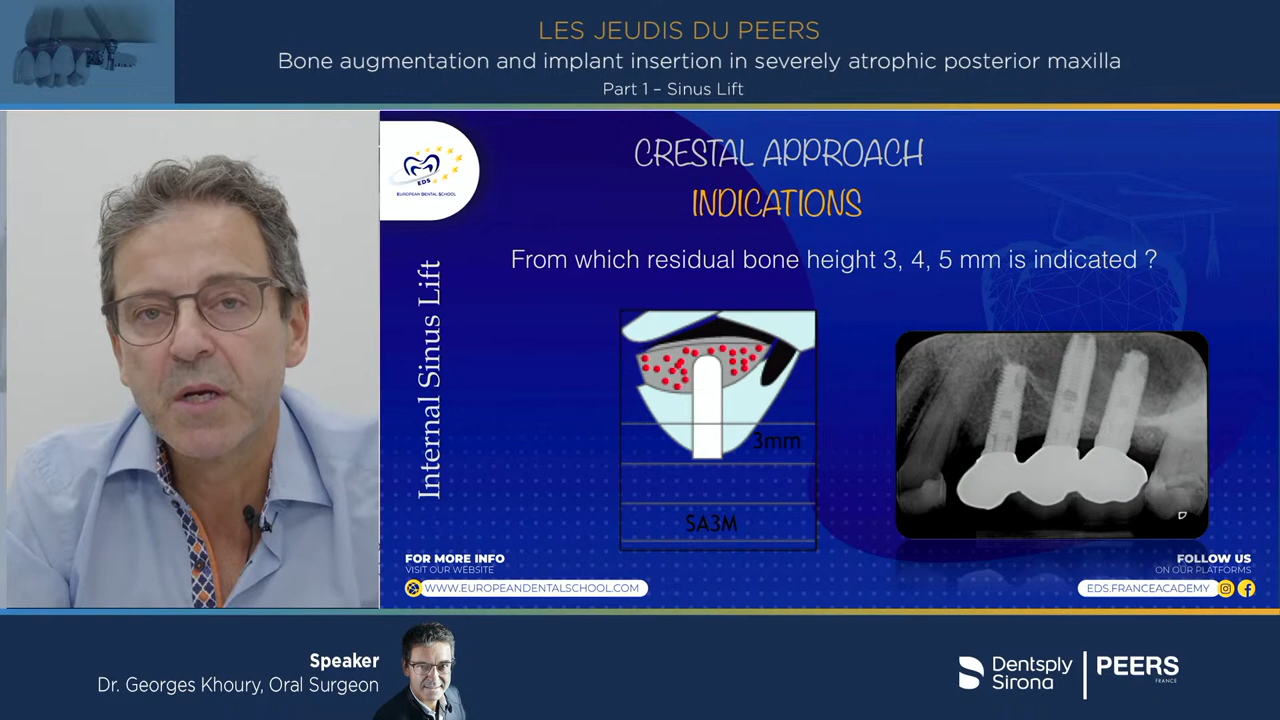 LES JEUDIS DU PEERS
Bone augmentation and implant insertion in severely atrophic posterior maxilla
Part 1 – Sinus Lift
EDS
EUROPEAN DENTAL SCHOOL
CRESTAL APPROACH
INDICATIONS
Internal Sinus Lift
From which residual bone height 3, 4, 5 mm is indicated ?
3mm
SA3M
FOR MORE INFO
VISIT OUR WEBSITE
WWW.EUROPEANDENTALSCHOOL.COM
FOLLOW US
ON OUR PLATFORMS
EDS.FRANCEACADEMY
Speaker
Dr. Georges Khoury, Oral Surgeon
Dentsply
Sirona
PEERS
FRANCE